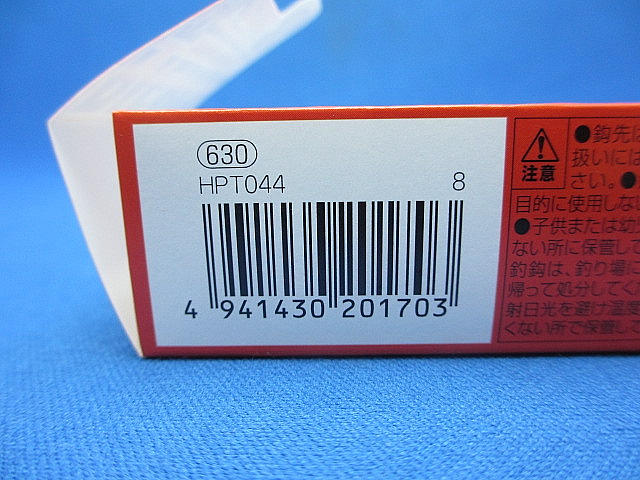 630
HPT044 8
4 941430 201703
注意
●鈎先は
扱いには
さい。●
目的に使用しな
●子供または幼
ない所に保管して
釣鈎は、釣り場に
帰って処分してく
射日光を避け温度
くない所で保管し